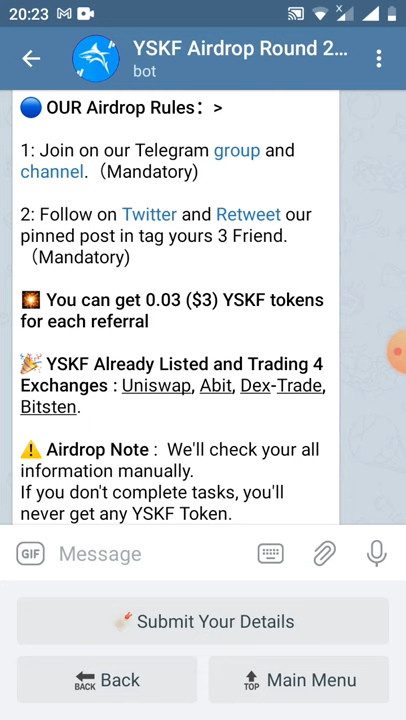 20:23
YSKF Airdrop Round 2...
bot
🔵 OUR Airdrop Rules： >
1: Join on our Telegram group and
channel.（Mandatory)
2: Follow on Twitter and Retweet our
pinned post in tag yours 3 Friend.
（Mandatory)
💥 You can get 0.03 ($3) YSKF tokens
for each referral
🎉 YSKF Already Listed and Trading 4
Exchanges : Uniswap, Abit, Dex-Trade,
Bitsten.
⚠️ Airdrop Note : We'll check your all
information manually.
If you don't complete tasks, you'll
never get any YSKF Token.
GIF Message
Submit Your Details
BACK Back
TOP Main Menu